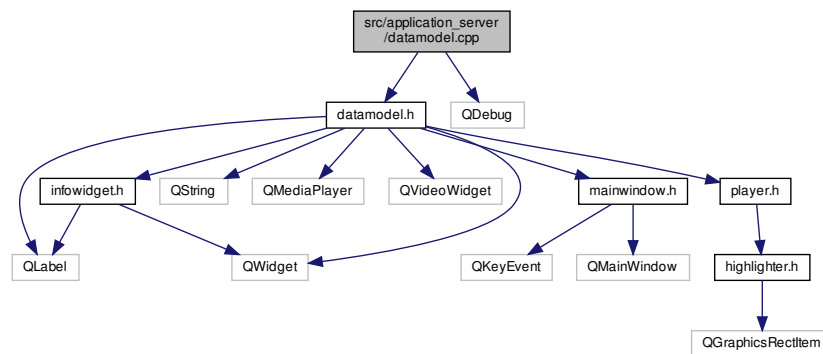 src/application_server
/datamodel.cpp
datamodel.h
QDebug
infowidget.h
QString
QMediaPlayer
QVideoWidget
mainwindow.h
player.h
QLabel
QWidget
QKeyEvent
QMainWindow
highlighter.h
QGraphicsRectItem